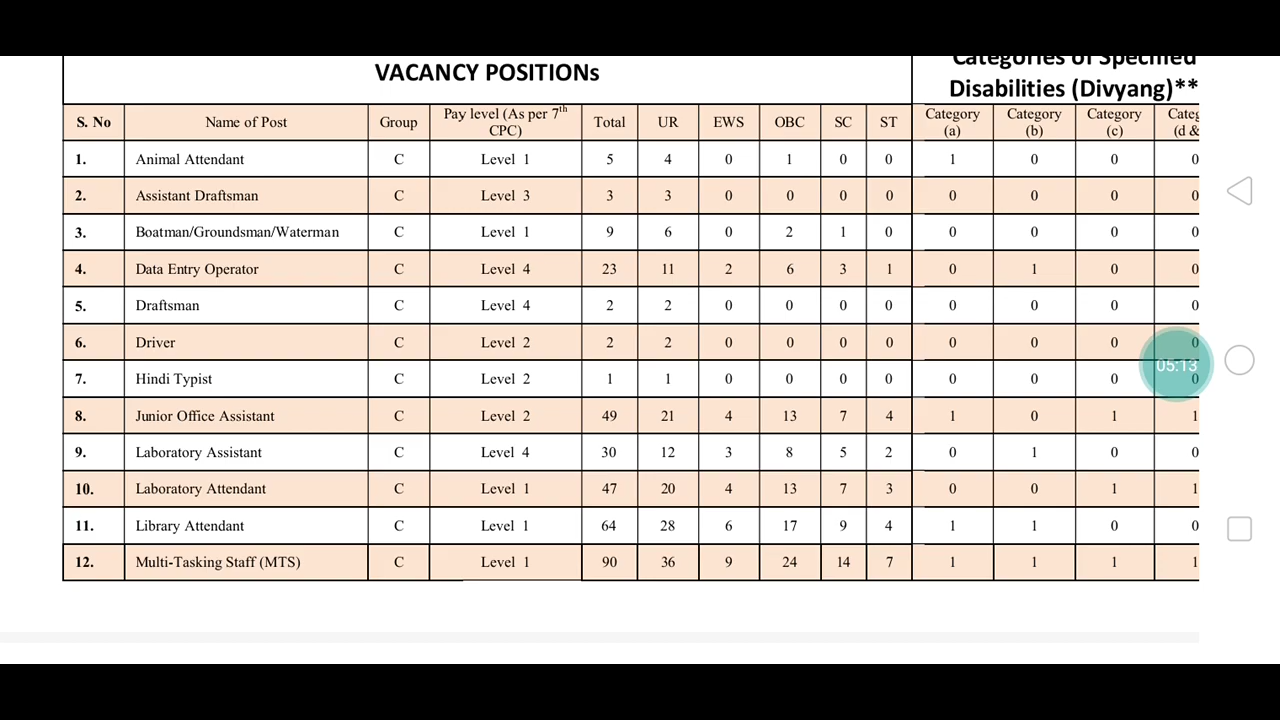 Categories of Specified
VACANCY POSITIONs
Disabilities (Divyang)**
S. No Name of Post Group Pay level (As per 7th CPC) Total UR EWS OBC SC ST Category (a) Category (b) Category (c) Categ (d &
1. Animal Attendant C Level 1 5 4 0 1 0 0 1 0 0 0
2. Assistant Draftsman C Level 3 3 3 0 0 0 0 0 0 0 0
3. Boatman/Groundsman/Waterman C Level 1 9 6 0 2 1 0 0 0 0 0
4. Data Entry Operator C Level 4 23 11 2 6 3 1 0 1 0 0
5. Draftsman C Level 4 2 2 0 0 0 0 0 0 0 0
6. Driver C Level 2 2 2 0 0 0 0 0 0 0 0
05:13
7. Hindi Typist C Level 2 1 1 0 0 0 0 0 0 0 0
8. Junior Office Assistant C Level 2 49 21 4 13 7 4 1 0 1 1
9. Laboratory Assistant C Level 4 30 12 3 8 5 2 0 1 0 0
10. Laboratory Attendant C Level 1 47 20 4 13 7 3 0 0 1 1
11. Library Attendant C Level 1 64 28 6 17 9 4 1 1 0 0
12. Multi-Tasking Staff (MTS) C Level 1 90 36 9 24 14 7 1 1 1 1